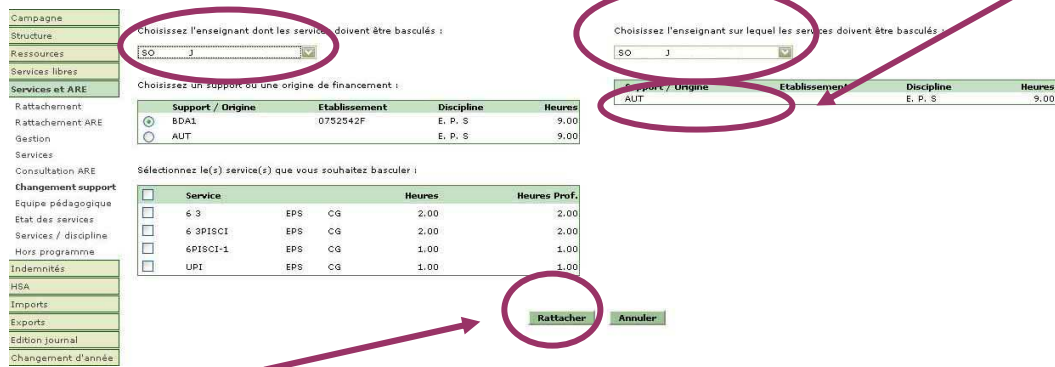 Campagne
Structure
Ressources
Services libres
Services et ARE
Rattachement
Rattachement ARE
Gestion
Services
Consultation ARE
Changement support
Equipe pédagogique
Etat des services
Services / discipline
Hors programme
Indemnités
HSA
Imports
Exports
Edition journal
Changement d'année
Choisissez l'enseignant dont les services doivent être basculés :
SO J
Choisissez un support ou une origine de financement :
Support / Origine Etablissement Discipline Heures
BDA1 0752542F E. P. S 9.00
AUT E. P. S 9.00
Sélectionnez le(s) service(s) que vous souhaitez basculer :
Service Heures Heures Prof.
6 3 EPS CG 2.00 2.00
6 3PISCI EPS CG 2.00 2.00
6PISCI-1 EPS CG 1.00 1.00
UPI EPS CG 1.00 1.00
Choisissez l'enseignant sur lequel les services doivent être basculés :
SO J
Support / Origine Etablissement Discipline Heures
AUT E. P. S 9.00
Rattacher Annuler